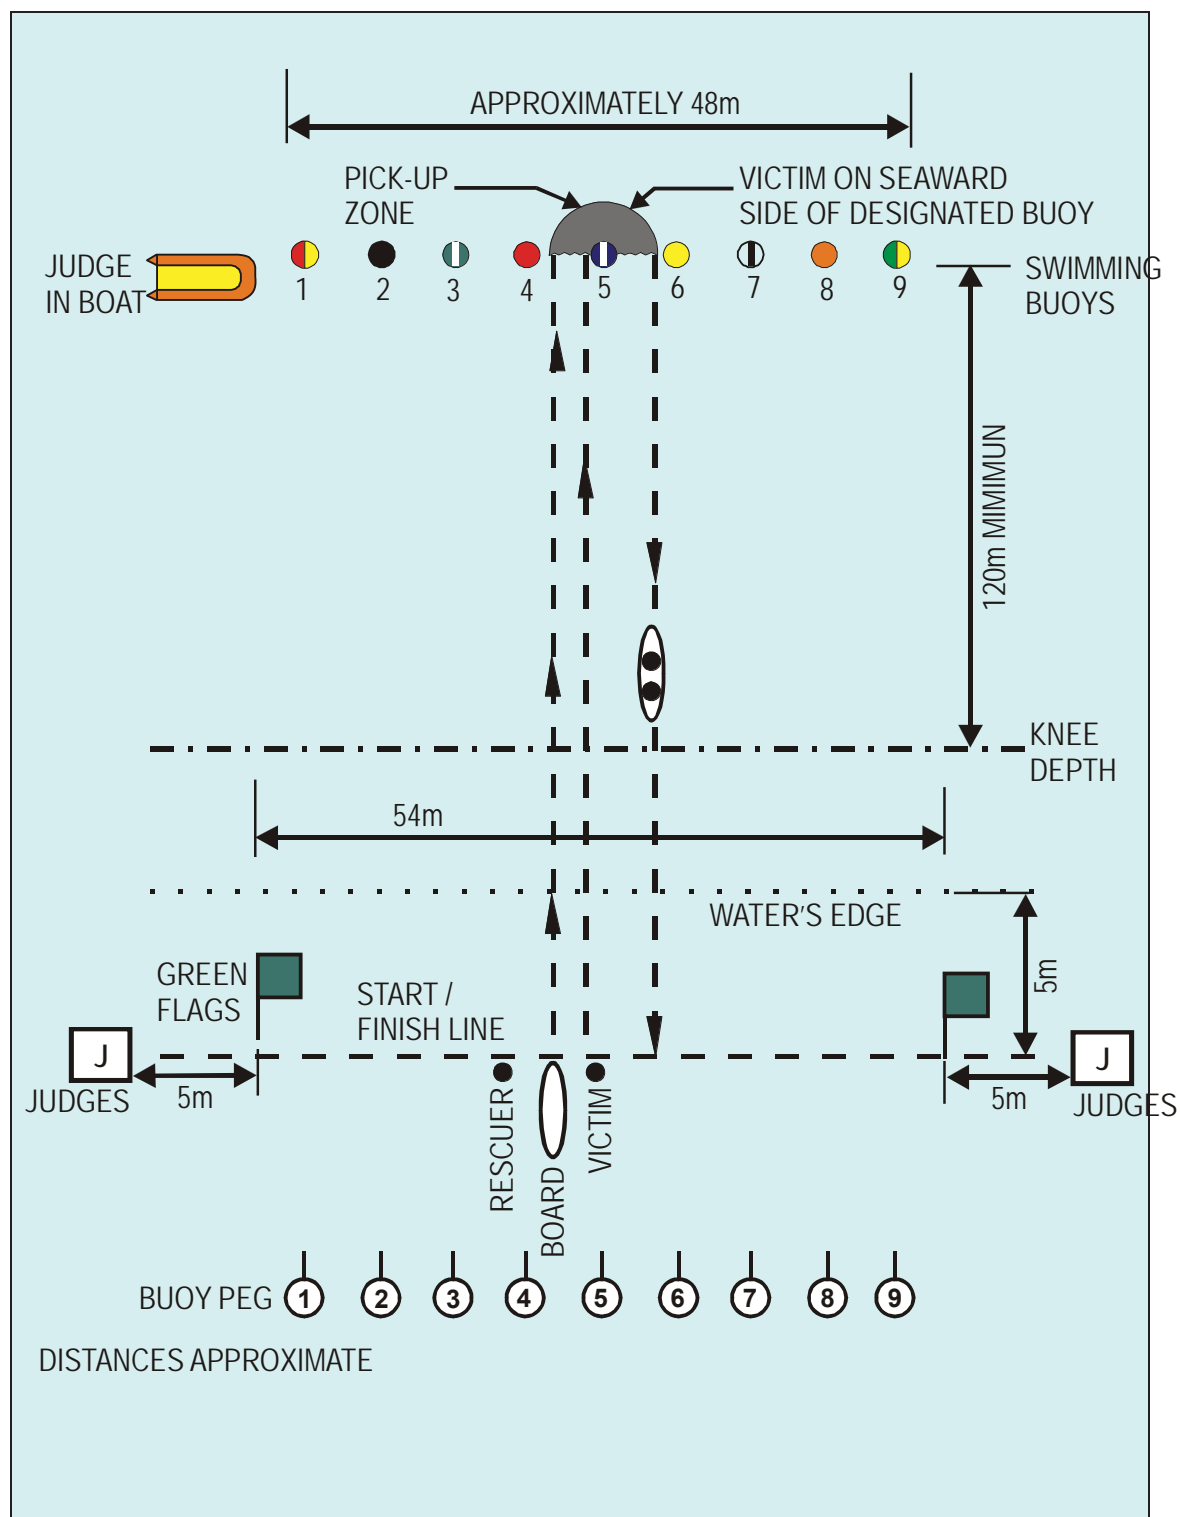 APPROXIMATELY 48m
PICK-UP
ZONE
VICTIM ON SEAWARD
SIDE OF DESIGNATED BUOY
JUDGE
IN BOAT
1
2
3
4
5
6
7
8
9
SWIMMING
BUOYS
120m MIMIMUN
KNEE
DEPTH
54m
WATER'S EDGE
5m
GREEN
FLAGS
START /
FINISH LINE
J
JUDGES
5m
RESCUER
BOARD
VICTIM
5m
J
JUDGES
BUOY PEG
1
2
3
4
5
6
7
8
9
DISTANCES APPROXIMATE